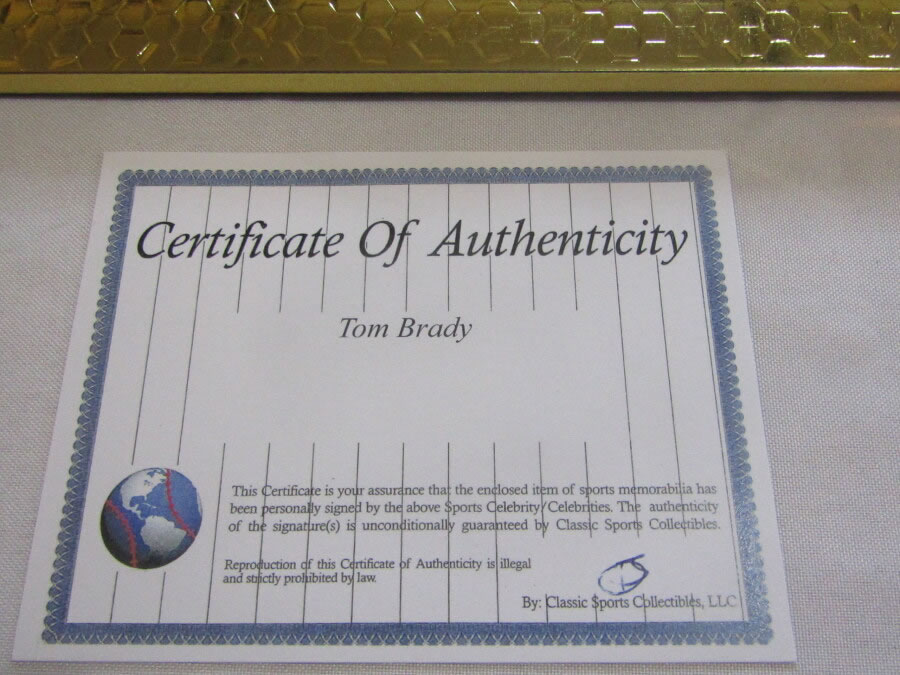 Certificate Of Authenticity
Tom Brady
This Certificate is your assurance that the enclosed item of sports memorabilia has
been personally signed by the above Sports Celebrity/Celebrities. The authenticity
of the signature(s) is unconditionally guaranteed by Classic Sports Collectibles.
Reproduction of this Certificate of Authenticity is illegal
and strictly prohibited by law.
By: Classic Sports Collectibles, LLC